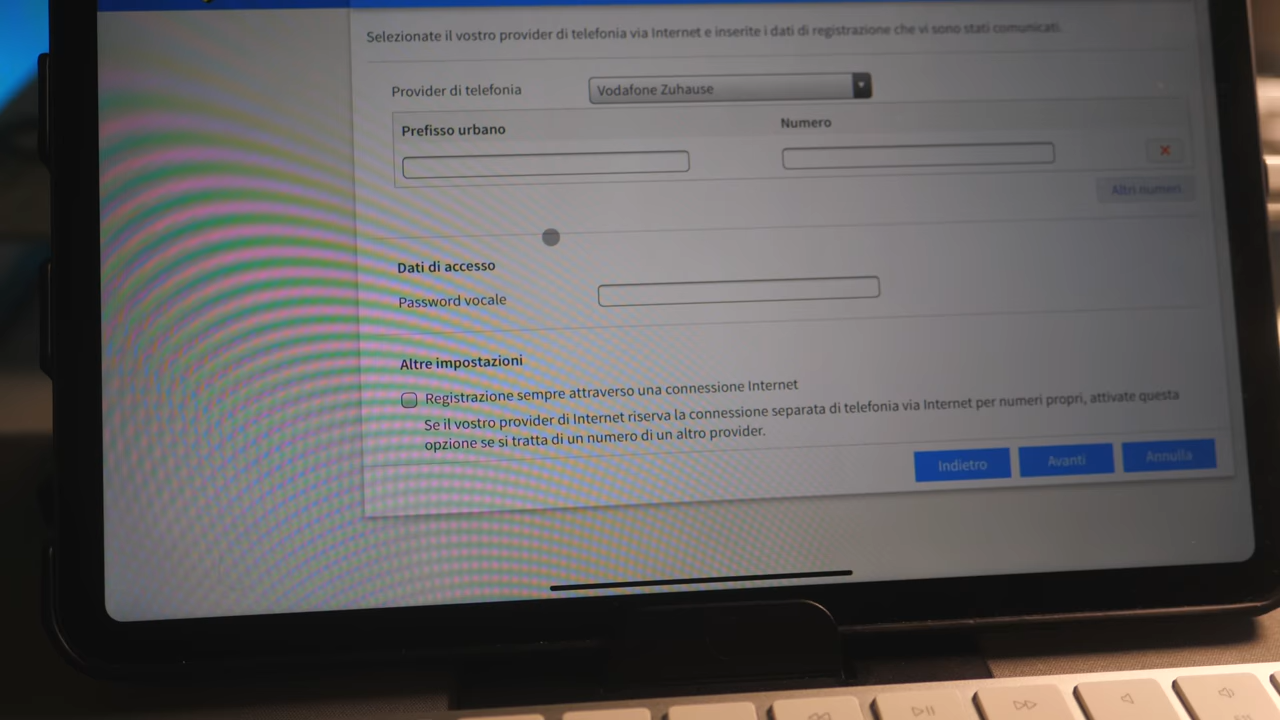 Selezionate il vostro provider di telefonia via Internet e inserite i dati di registrazione che vi sono stati comunicati.
Provider di telefonia
Vodafone Zuhause
Prefisso urbano
Numero
Altri numeri
Dati di accesso
Password vocale
Altre impostazioni
Registrazione sempre attraverso una connessione Internet
Se il vostro provider di Internet riserva la connessione separata di telefonia via Internet per numeri propri, attivate questa
opzione se si tratta di un numero di un altro provider.
Indietro
Avanti
Annulla